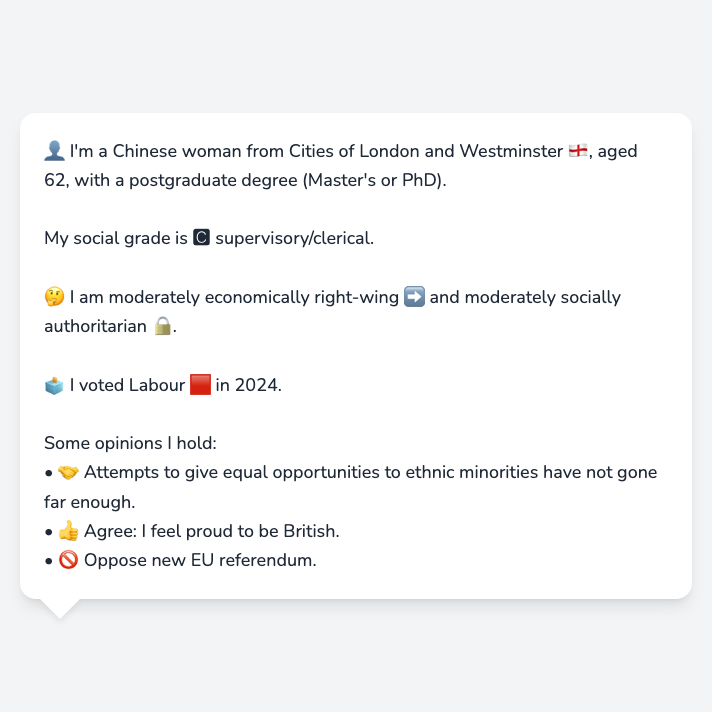 👤 I'm a Chinese woman from Cities of London and Westminster 🏴󠁧󠁢󠁥󠁮󠁧󠁿, aged
62, with a postgraduate degree (Master's or PhD).
My social grade is 🅲 supervisory/clerical.
🤔 I am moderately economically right-wing ➡️ and moderately socially
authoritarian 🔒.
🗳️ I voted Labour 🟥 in 2024.
Some opinions I hold:
• 🤝 Attempts to give equal opportunities to ethnic minorities have not gone
far enough.
• 👍 Agree: I feel proud to be British.
• 🚫 Oppose new EU referendum.